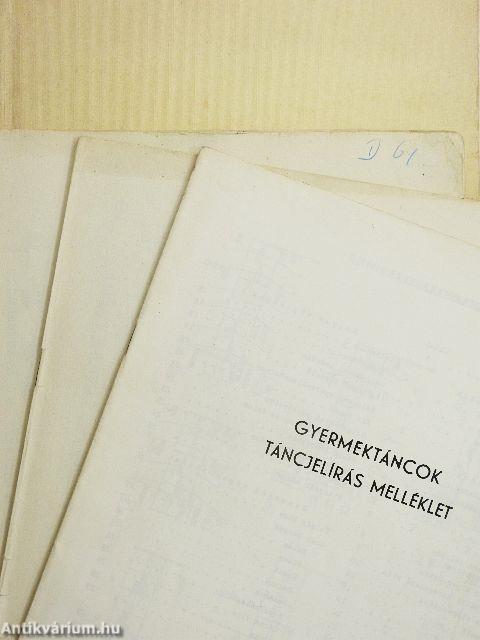 D 61
GYERMEKTÁNCOK
TÁNCJELÍRÁS MELLÉKLET
Antikvárium.hu